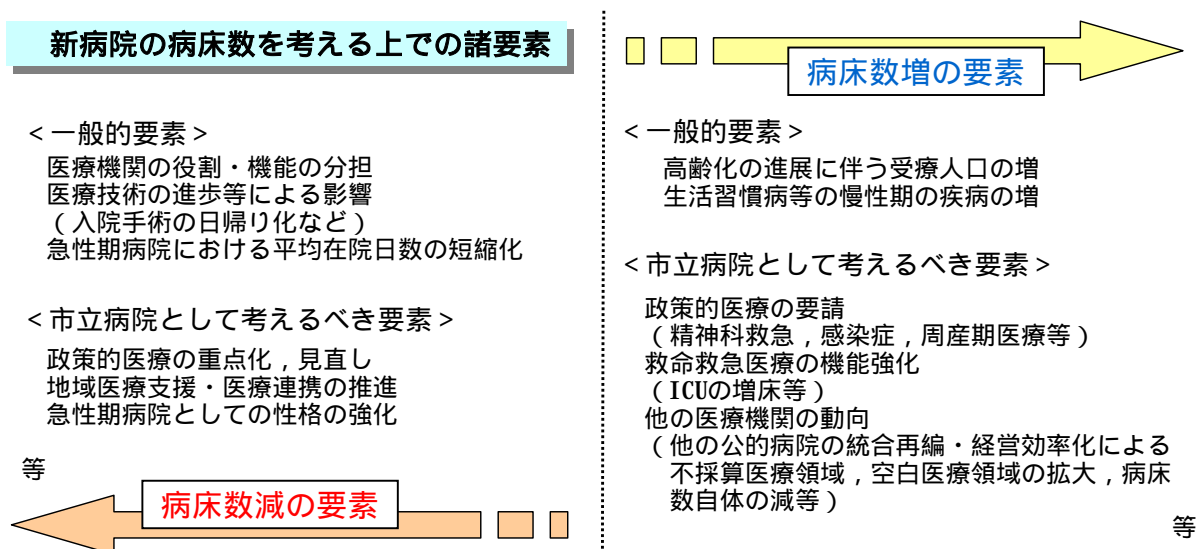 新病院の病床数を考える上での諸要素
＜一般的要素＞
医療機関の役割・機能の分担
医療技術の進歩等による影響
（入院手術の日帰り化など）
急性期病院における平均在院日数の短縮化
＜市立病院として考えるべき要素＞
政策的医療の重点化，見直し
地域医療支援・医療連携の推進
急性期病院としての性格の強化
等
病床数減の要素
病床数増の要素
＜一般的要素＞
高齢化の進展に伴う受療人口の増
生活習慣病等の慢性期の疾病の増
＜市立病院として考えるべき要素＞
政策的医療の要請
（精神科救急，感染症，周産期医療等）
救命救急医療の機能強化
（ICUの増床等）
他の医療機関の動向
（他の公的病院の統合再編・経営効率化による
不採算医療領域，空白医療領域の拡大，病床
数自体の減等）
等